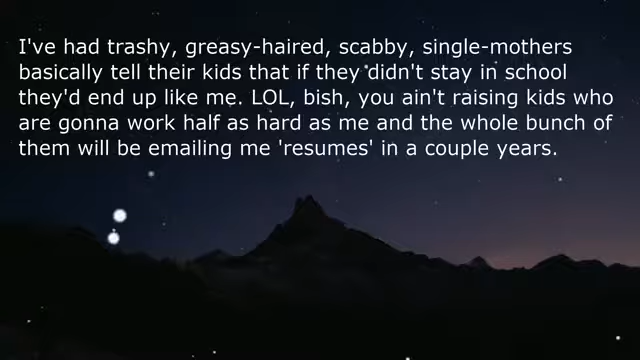 I've had trashy, greasy-haired, scabby, single-mothers
basically tell their kids that if they didn't stay in school
they'd end up like me. LOL, bish, you ain't raising kids who
are gonna work half as hard as me and the whole bunch of
them will be emailing me 'resumes' in a couple years.